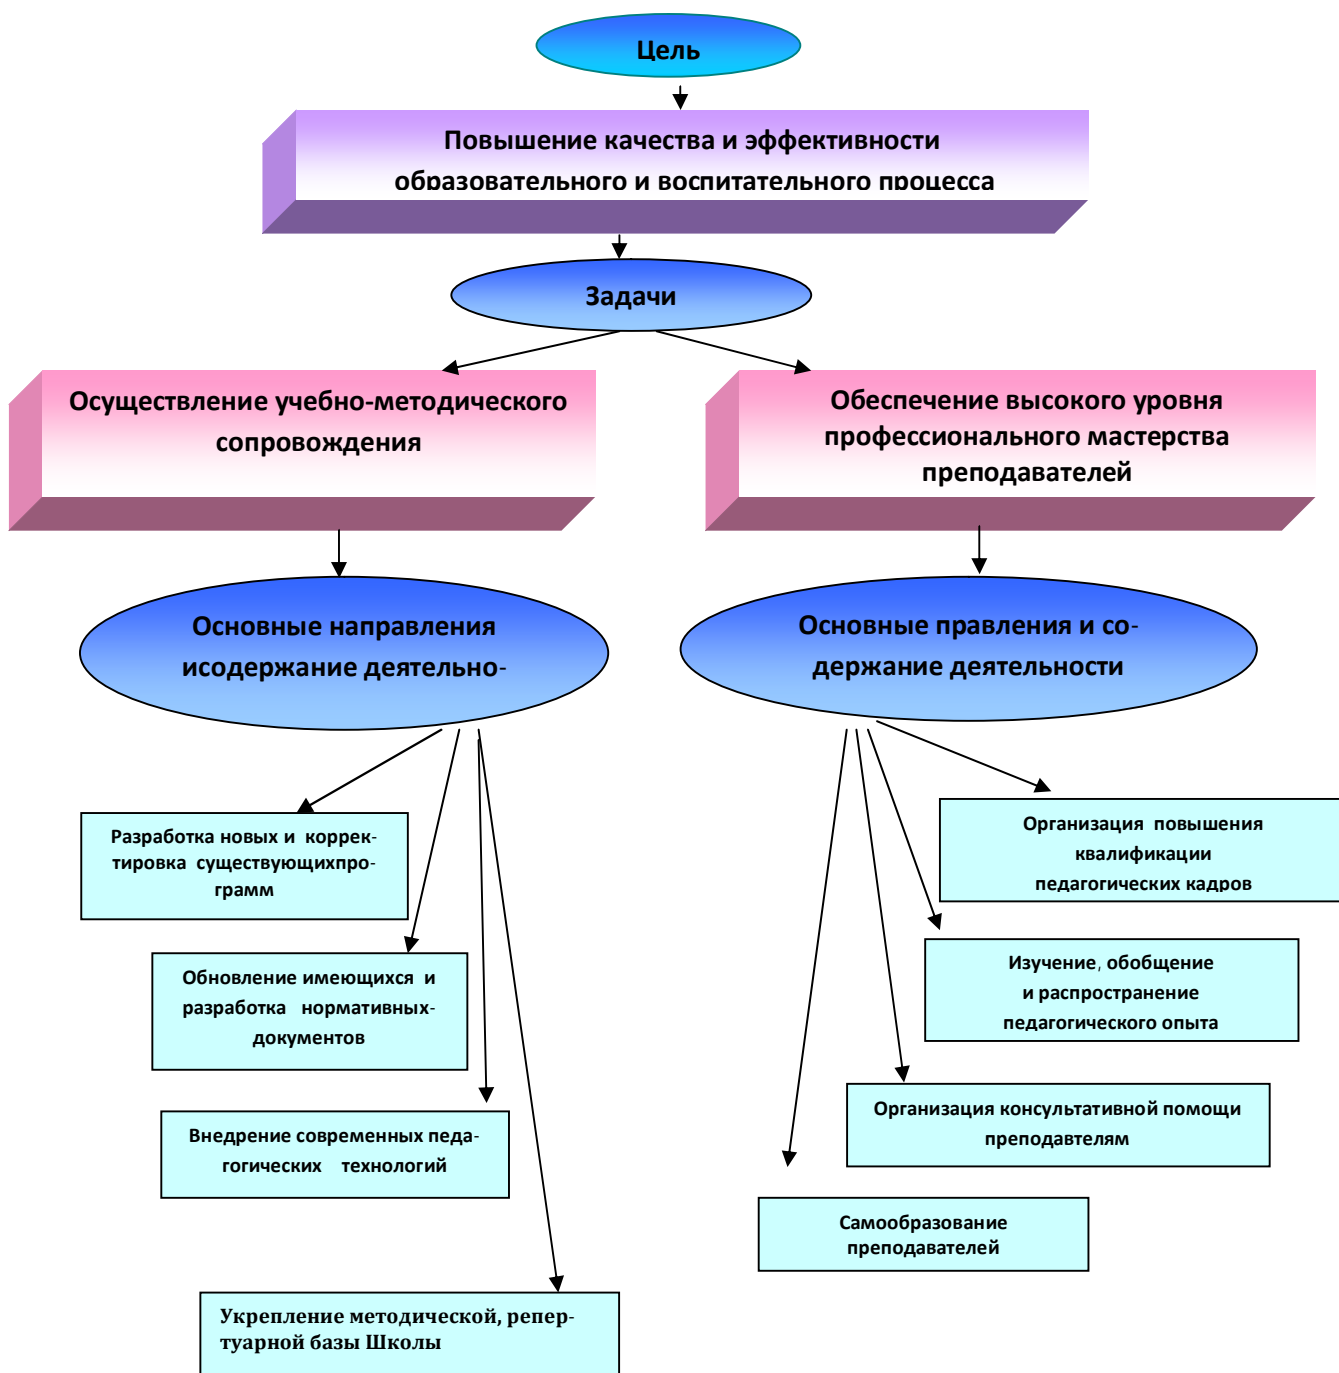 Цель
Повышение качества и эффективности
образовательного и воспитательного процесса
Задачи
Осуществление учебно-методического
сопровождения
Обеспечение высокого уровня
профессионального мастерства
преподавателей
Основные направления
исодержание деятельно-
Основные правления и со-
держание деятельности
Разработка новых и коррек-
тировка существующихпро-
грамм
Обновление имеющихся и
разработка нормативных-
документов
Внедрение современных педа-
гогических технологий
Укрепление методической, репер-
туарной базы Школы
Организация повышения
квалификации
педагогических кадров
Изучение, обобщение
и распространение
педагогического опыта
Организация консультативной помощи
преподавтелям
Самообразование
преподавателей